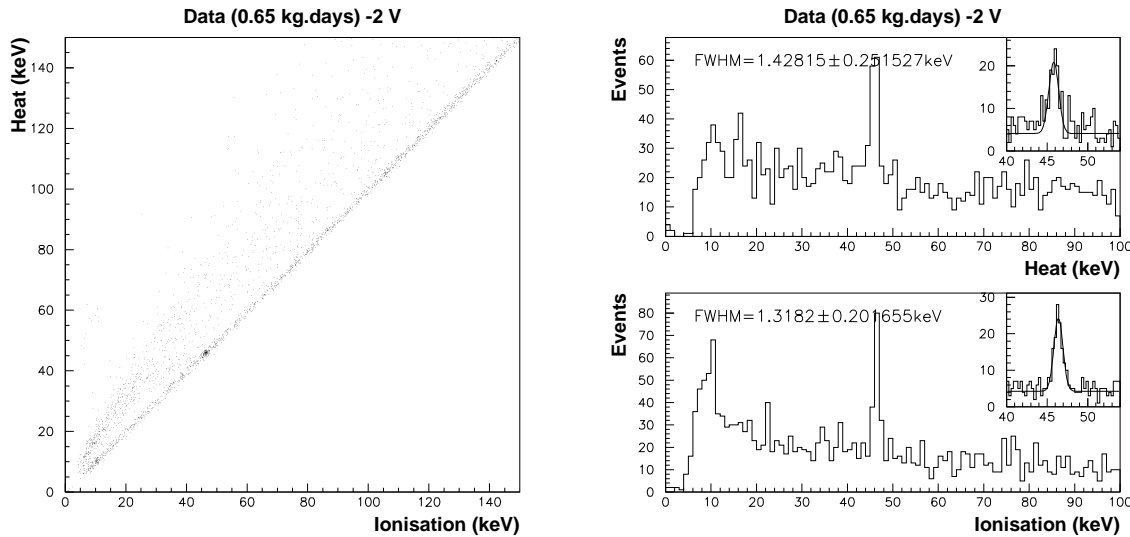 Data (0.65 kg.days) -2 V
Heat (keV)
140
120
100
80
60
40
20
0
0 20 40 60 80 100 120 140
Ionisation (keV)
Data (0.65 kg.days) -2 V
Events
FWHM=1.42815±0.251527keV
60
50
40
30
20
10
0
0 10 20 30 40 50 60 70 80 90 100
Heat (keV)
20
10
0
40 45 50
Events
FWHM=1.3182±0.201655keV
80
70
60
50
40
30
20
10
0
0 10 20 30 40 50 60 70 80 90 100
Ionisation (keV)
30
20
10
0
40 45 50